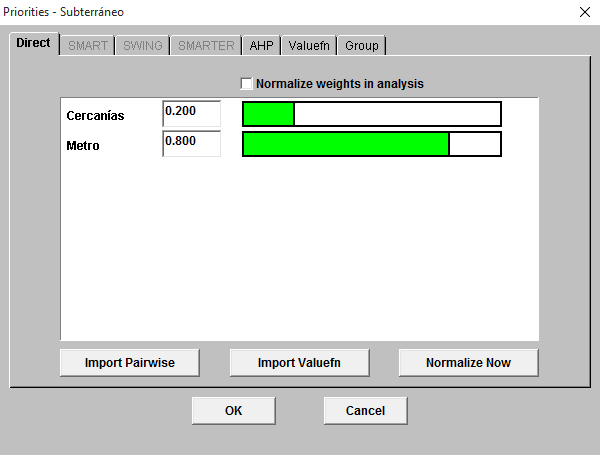 Priorities - Subterráneo
Direct SMART SWING SMARTER AHP Valuefn Group
Normalize weights in analysis
Cercanías 0.200
Metro 0.800
Import Pairwise Import Valuefn Normalize Now
OK Cancel